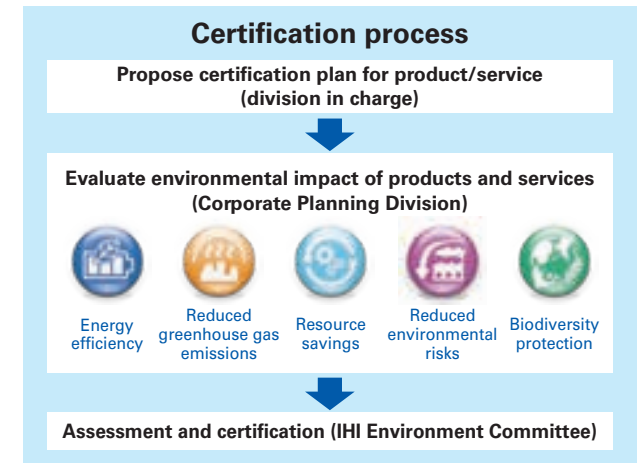 Certification process
Propose certification plan for product/service
(division in charge)
Evaluate environmental impact of products and services
(Corporate Planning Division)
Energy
efficiency
Reduced
greenhouse gas
emissions
Resource
savings
Reduced
environmental
risks
Biodiversity
protection
Assessment and certification (IHI Environment Committee)